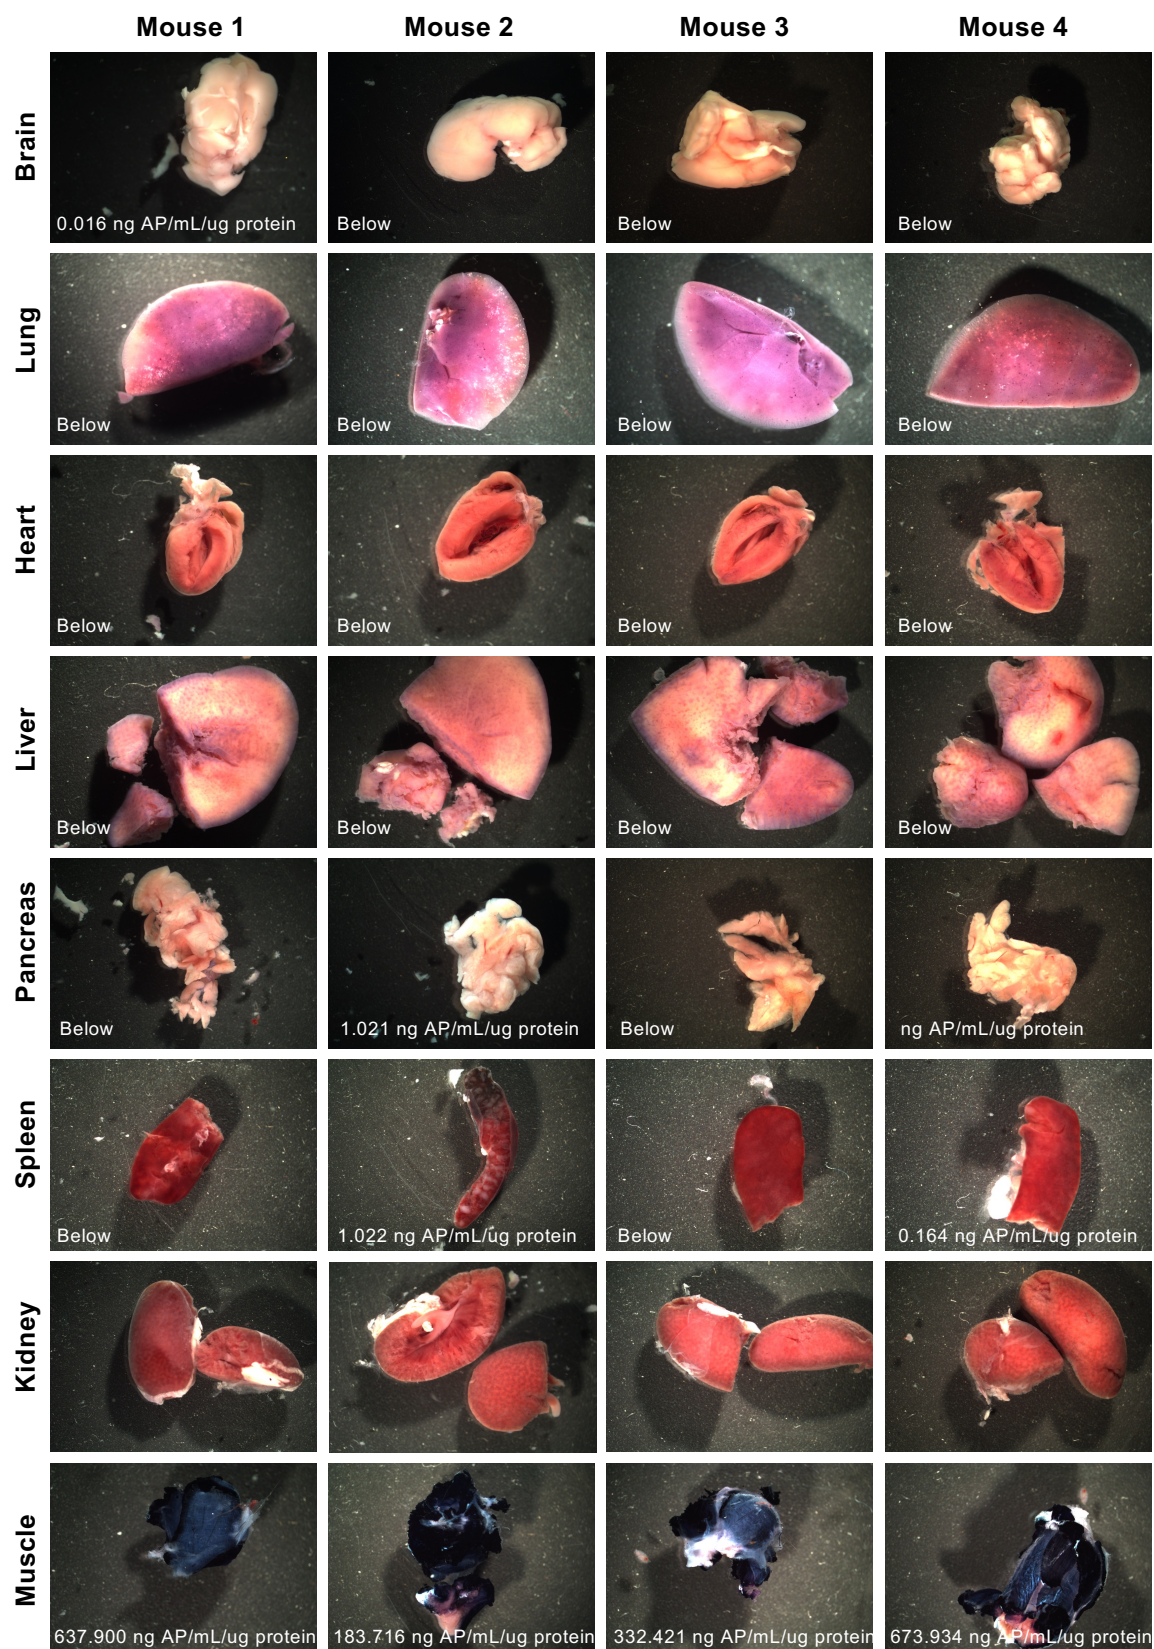 Mouse 1 Mouse 2 Mouse 3 Mouse 4
Brain
0.016 ng AP/mL/ug protein Below Below Below
Lung
Below Below Below Below
Heart
Below Below Below Below
Liver
Below Below Below Below
Pancreas
Below 1.021 ng AP/mL/ug protein Below ng AP/mL/ug protein
Spleen
Below 1.022 ng AP/mL/ug protein Below 0.164 ng AP/mL/ug protein
Kidney
Muscle
637.900 ng AP/mL/ug protein 183.716 ng AP/mL/ug protein 332.421 ng AP/mL/ug protein 673.934 ng AP/mL/ug protein